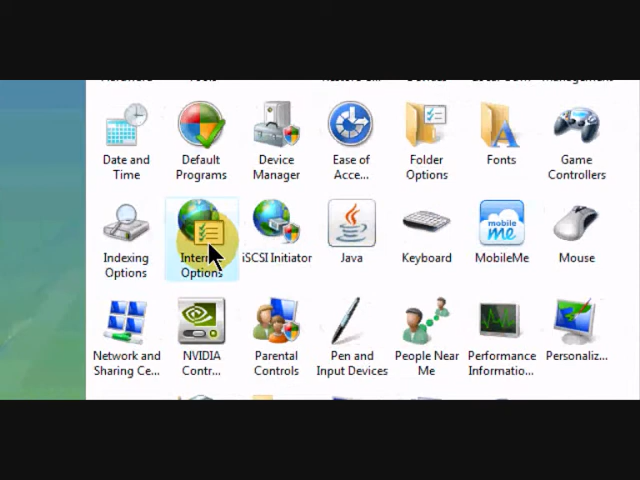 Date and Time
Default Programs
Device Manager
Ease of Acce...
Folder Options
Fonts
Game Controllers
mobile me
Indexing Options
Options
iSCSI Initiator
Java
Keyboard
MobileMe
Mouse
Network and Sharing Ce...
NVIDIA Contr...
Parental Controls
Pen and Input Devices
People Near Me
Performance Informatio...
Personaliz...